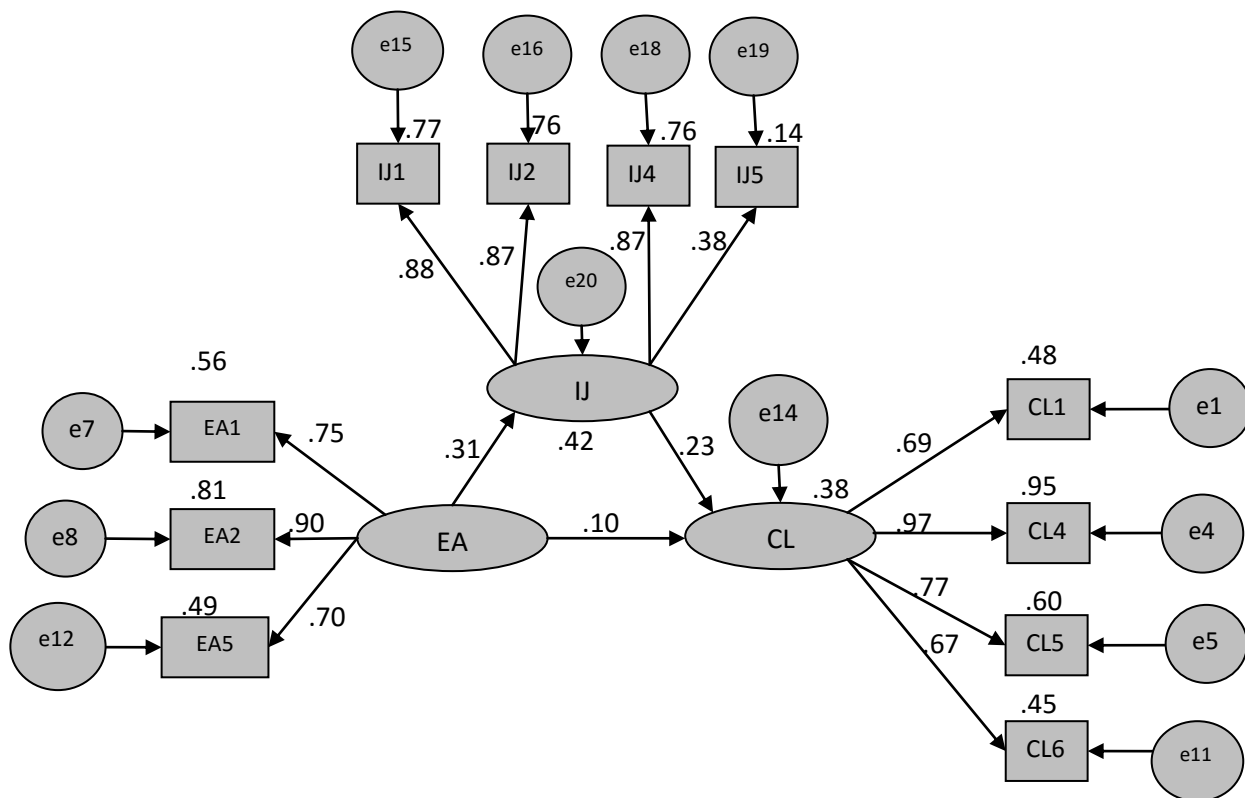 e15
e16
e18
e19
.77
.76
.76
.14
IJ1
IJ2
IJ4
IJ5
.88
.87
.87
.38
e20
IJ
.42
.56
e7
EA1
.75
.31
.23
e14
.48
CL1
e1
.69
.81
e8
EA2
.90
EA
.10
.38
CL
.95
.97
CL4
e4
.49
e12
EA5
.70
.77
.60
CL5
e5
.67
.45
CL6
e11